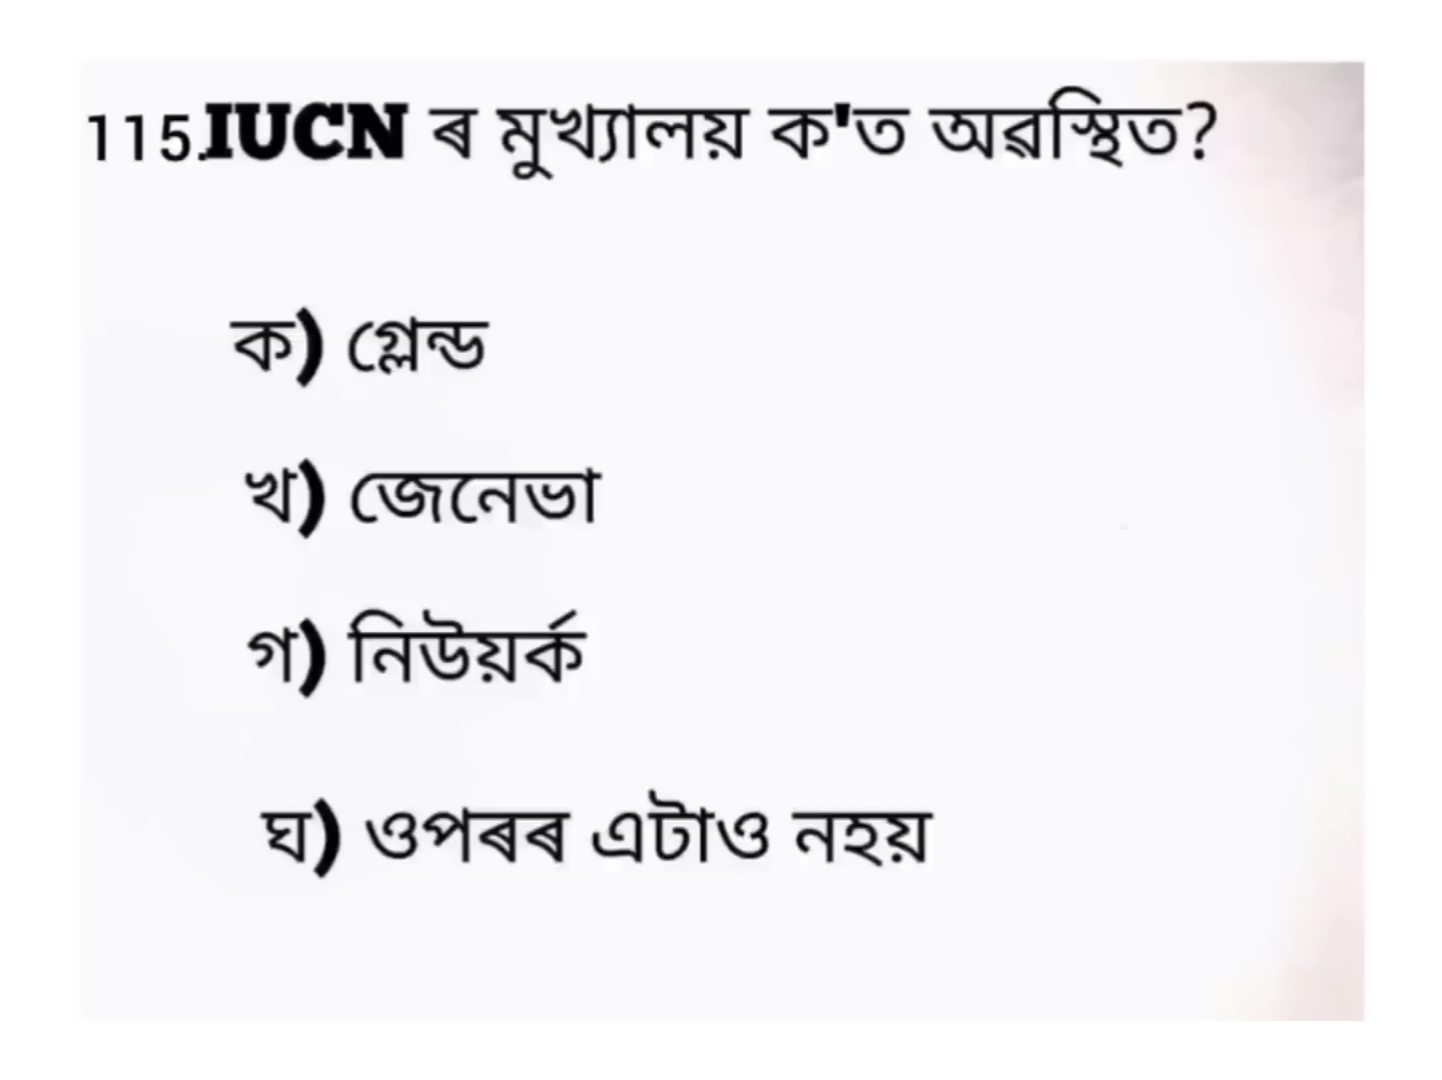 115.IUCN ৰ মুখ্যালয় ক'ত অৱস্থিত?
ক) গ্লেন্ড
খ) জেনেভা
গ) নিউয়ৰ্ক
ঘ) ওপৰৰ এটাও নহয়